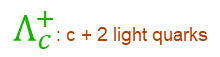 Λc+ : c + 2 light quarks